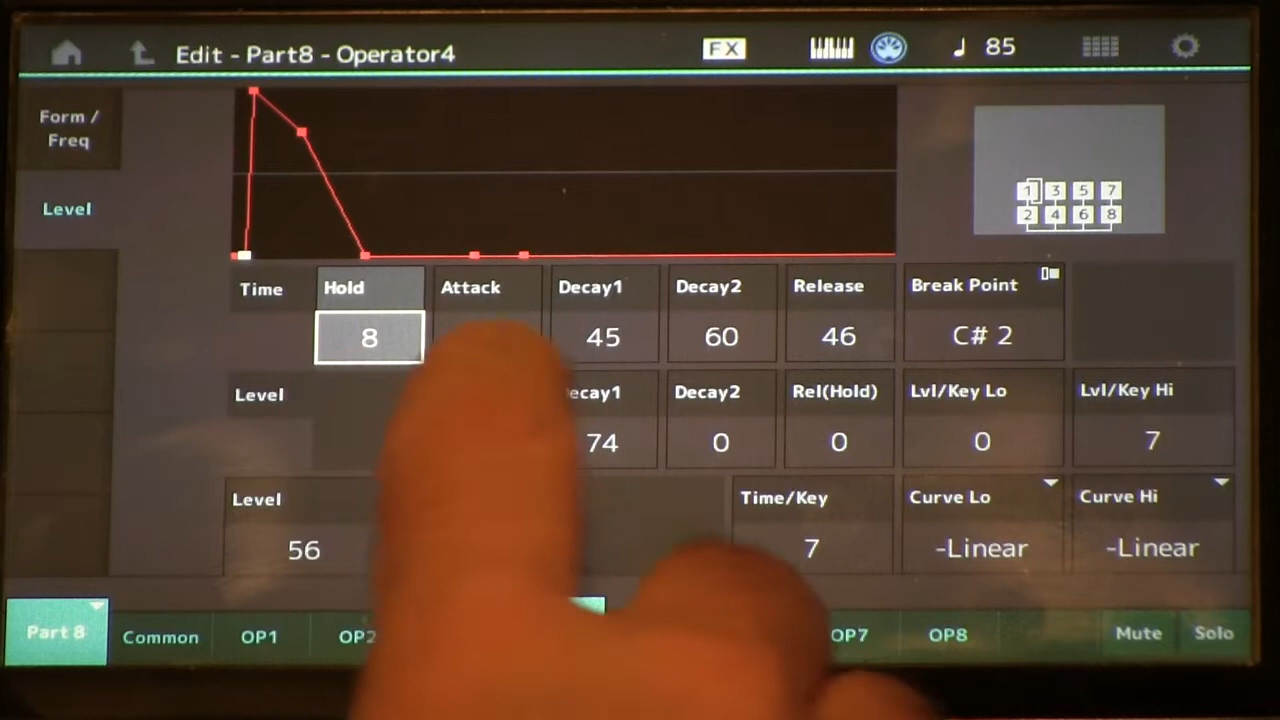 Edit - Part8 - Operator4 FX 85
Form /
Freq
Level
1 3 5 7
2 4 6 8
Time Hold Attack Decay1 Decay2 Release Break Point
8 45 60 46 C# 2
Level ecay1 Decay2 Rel(Hold) Lvl/Key Lo Lvl/Key Hi
74 0 0 0 7
Level Time/Key Curve Lo Curve Hi
56 7 -Linear -Linear
Part 8 Common OP1 OP2 OP7 OP8 Mute Solo